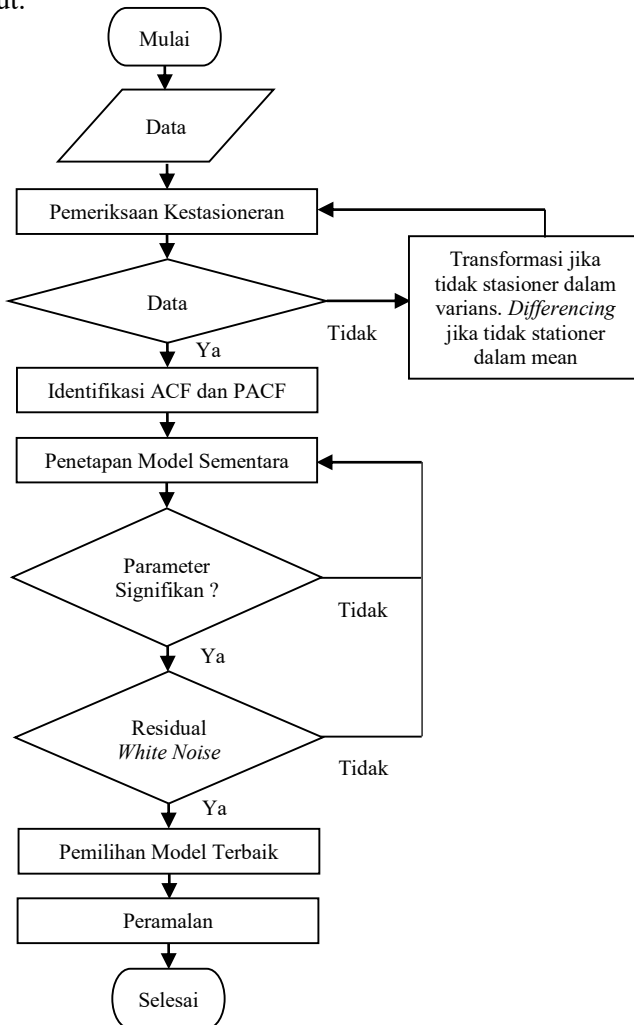 ut.
Mulai
Data
Pemeriksaan Kestasioneran
Data
Tidak
Transformasi jika
tidak stasioner dalam
varians. Differencing
jika tidak stationer
dalam mean
Ya
Identifikasi ACF dan PACF
Penetapan Model Sementara
Parameter
Signifikan ?
Tidak
Ya
Residual
White Noise
Tidak
Ya
Pemilihan Model Terbaik
Peramalan
Selesai